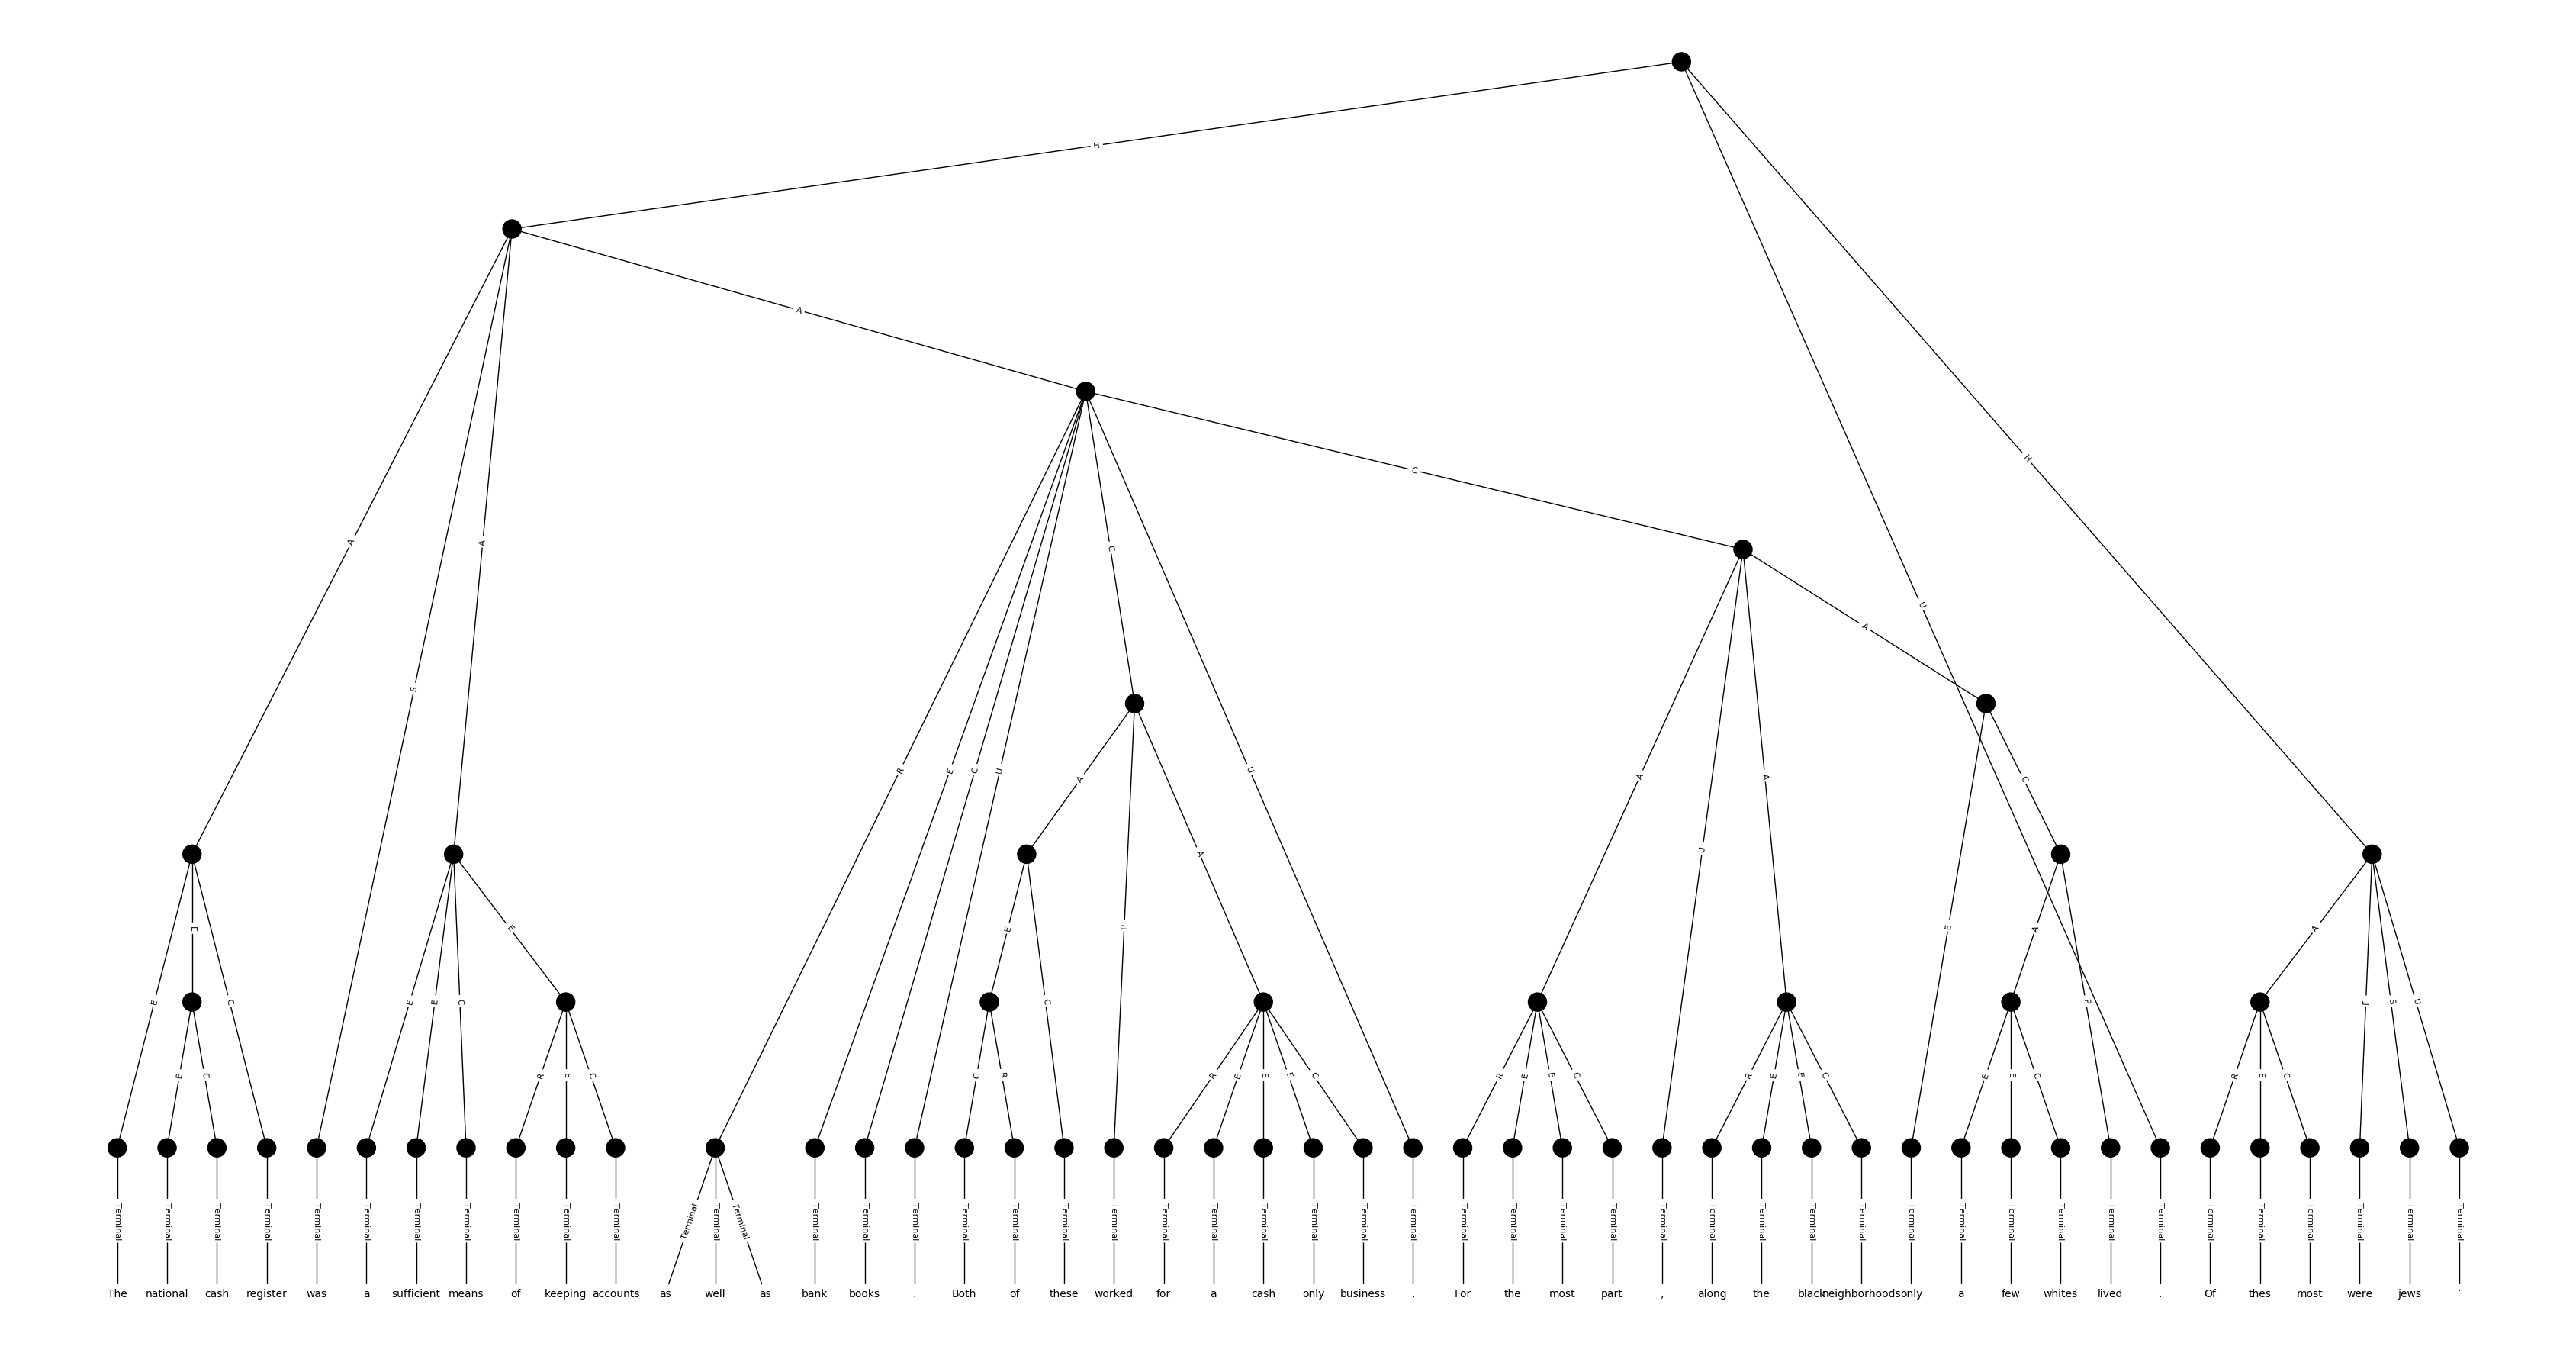 H
A
C
A S A C U H
A
R E C U U A A C
A U
E A P A E A A
E E C E E C E C F S U P
E C R E C C R R E E E C R E E C R E E C E E C R E C
Terminal Terminal Terminal Terminal Terminal Terminal Terminal Terminal Terminal Terminal Terminal Terminal Terminal Terminal Terminal Terminal Terminal Terminal Terminal Terminal Terminal Terminal Terminal Terminal Terminal Terminal Terminal Terminal Terminal Terminal Terminal Terminal Terminal Terminal Terminal Terminal Terminal Terminal Terminal Terminal Terminal Terminal Terminal Terminal Terminal Terminal Terminal Terminal
The national cash register was a sufficient means of keeping accounts as well as bank books . Both of these worked for a cash only business . For the most part , along the black neighborhoods only a few whites lived . Of thes most were jews .